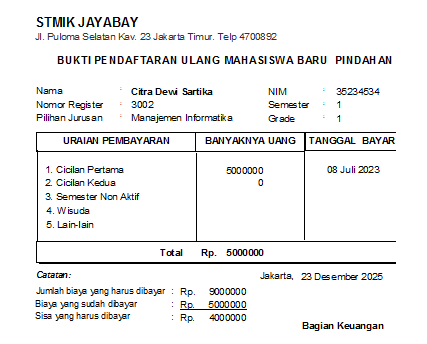 STMIK JAYABAY
Jl. Puloma Selatan Kav. 23 Jakarta Timur. Telp 4700892
BUKTI PENDAFTARAN ULANG MAHASISWA BARU PINDAHAN
Nama : Citra Dewi Sartika NIM : 35234534
Nomor Register : 3002 Semester : 1
Pilihan Jurusan : Manajemen Informatika Grade : 1
URAIAN PEMBAYARAN BANYAKNYA UANG TANGGAL BAYAR
1. Cicilan Pertama 5000000 08 Juli 2023
2. Cicilan Kedua 0
3. Semester Non Aktif
4. Wisuda
5. Lain-lain
Total Rp. 5000000
Catatan: Jakarta, 23 Desember 2025
Jumlah biaya yang harus dibayar : Rp. 9000000
Biaya yang sudah dibayar : Rp. 5000000
Sisa yang harus dibayar : Rp. 4000000
Bagian Keuangan